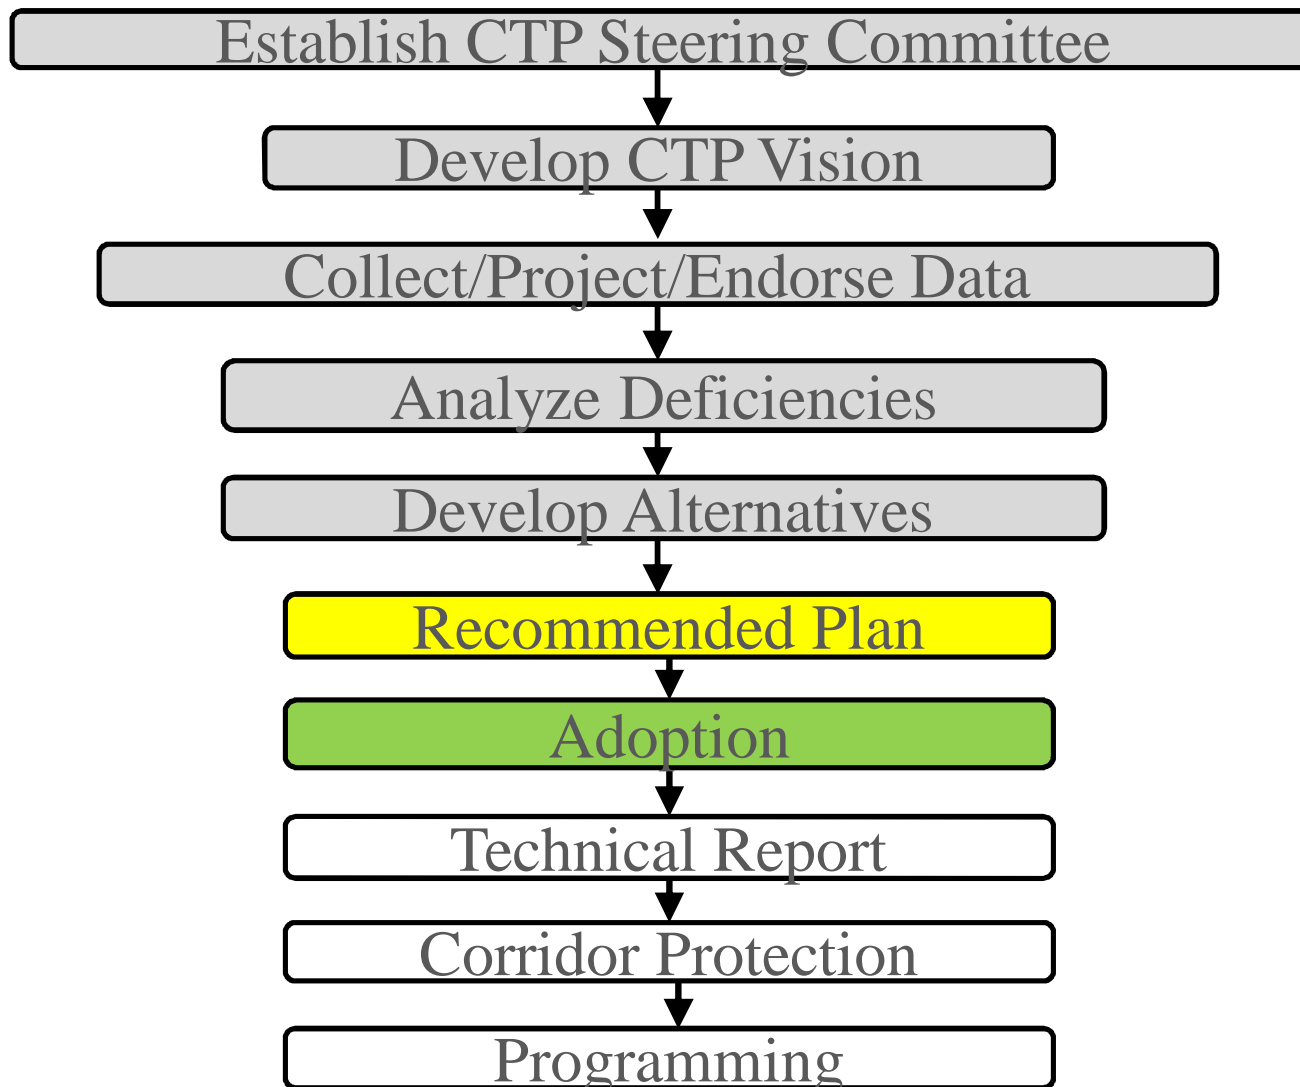 Establish CTP Steering Committee
Develop CTP Vision
Collect/Project/Endorse Data
Analyze Deficiencies
Develop Alternatives
Recommended Plan
Adoption
Technical Report
Corridor Protection
Programming